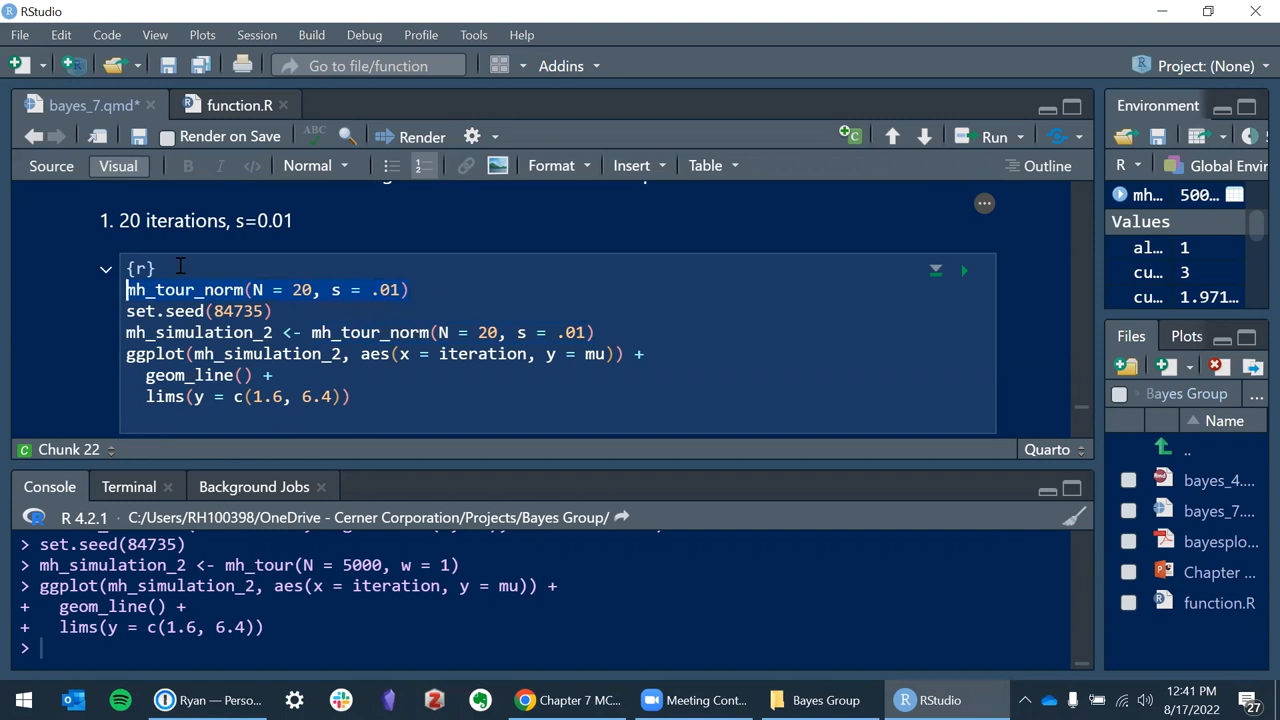 RStudio
File Edit Code View Plots Session Build Debug Profile Tools Help
Go to file/function Addins Project: (None)
bayes_7.qmd* function.R Environment
Render on Save ABC Render Run
Source Visual B I Normal Format Insert Table Outline R Global Envir
mh... 500...
1. 20 iterations, s=0.01
Values
al... 1
{r}
cu... 3
mh_tour_norm(N = 20, s = .01)
cu... 1.971...
set.seed(84735)
mh_simulation_2 <- mh_tour_norm(N = 20, s = .01)
Files Plots
ggplot(mh_simulation_2, aes(x = iteration, y = mu)) +
geom_line() +
lims(y = c(1.6, 6.4))
Bayes Group ...
Name
Chunk 22 Quarto
..
Console Terminal Background Jobs
bayes_4....
R 4.2.1 · C:/Users/RH100398/OneDrive - Cerner Corporation/Projects/Bayes Group/
bayes_7....
> set.seed(84735)
bayesplo...
> mh_simulation_2 <- mh_tour(N = 5000, w = 1)
Chapter ...
> ggplot(mh_simulation_2, aes(x = iteration, y = mu)) +
+ geom_line() +
function.R
+ lims(y = c(1.6, 6.4))
>
Ryan — Perso... Chapter 7 MC... Meeting Cont... Bayes Group RStudio
12:41 PM
8/17/2022
27